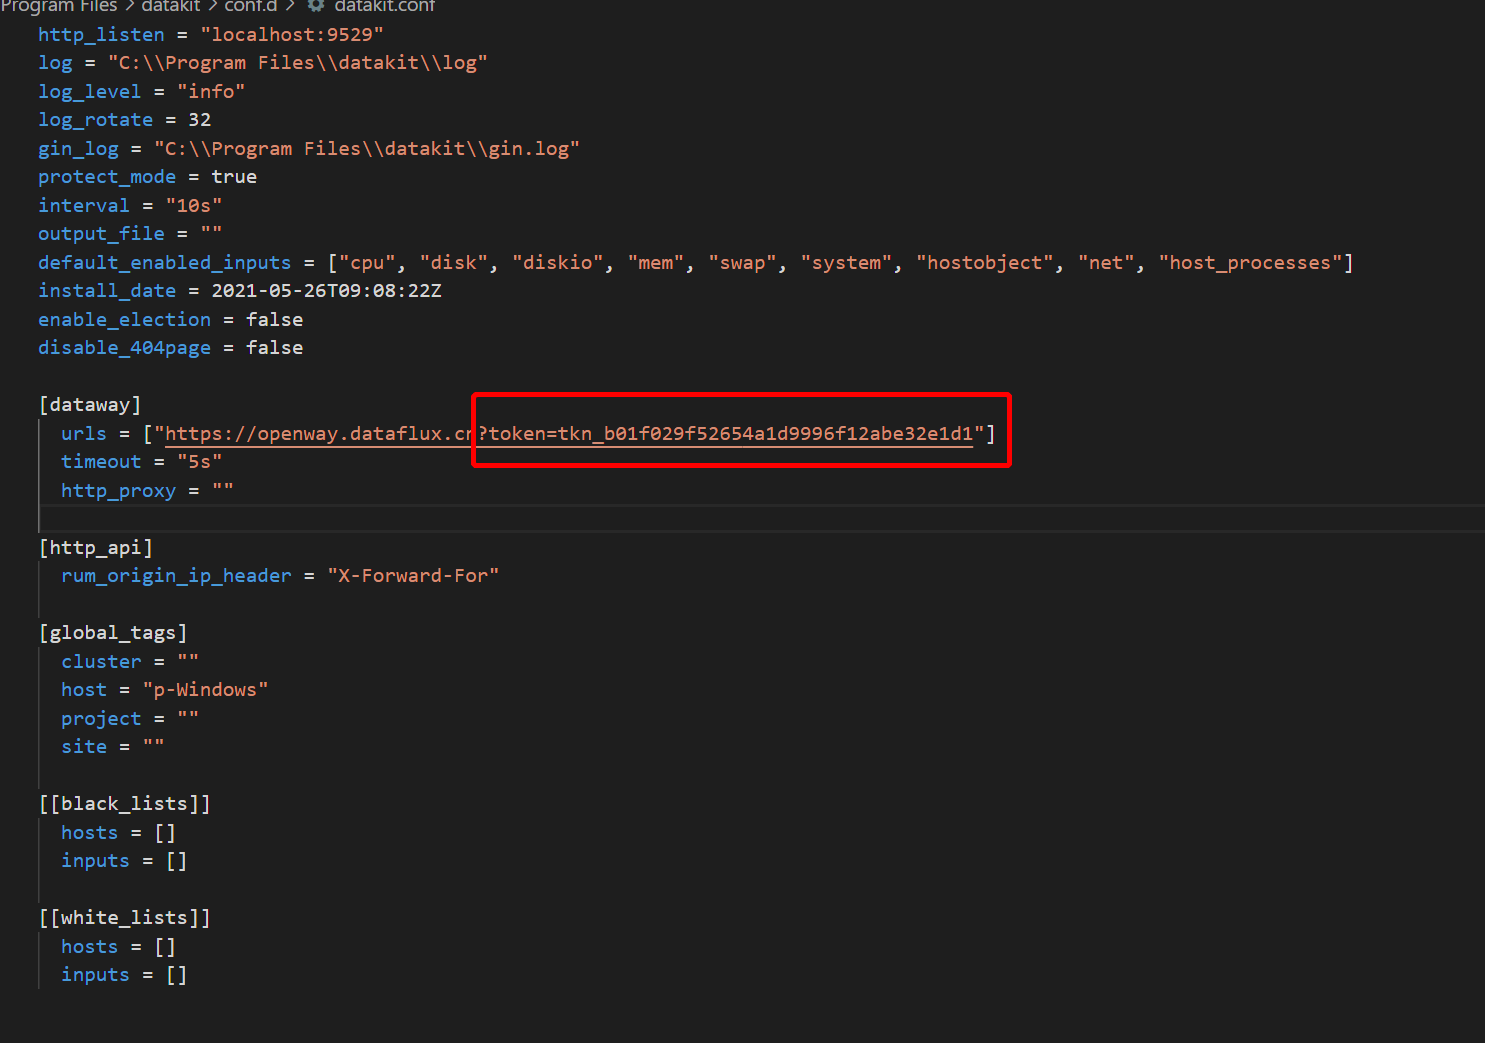 Program Files > datakit > conf.d > datakit.conf
http_listen = "localhost:9529"
log = "C:\\Program Files\\datakit\\log"
log_level = "info"
log_rotate = 32
gin_log = "C:\\Program Files\\datakit\\gin.log"
protect_mode = true
interval = "10s"
output_file = ""
default_enabled_inputs = ["cpu", "disk", "diskio", "mem", "swap", "system", "hostobject", "net", "host_processes"]
install_date = 2021-05-26T09:08:22Z
enable_election = false
disable_404page = false
[dataway]
urls = ["https://openway.dataflux.cn?token=tkn_b01f029f52654a1d9996f12abe32e1d1"]
timeout = "5s"
http_proxy = ""
[http_api]
rum_origin_ip_header = "X-Forward-For"
[global_tags]
cluster = ""
host = "p-Windows"
project = ""
site = ""
[[black_lists]]
hosts = []
inputs = []
[[white_lists]]
hosts = []
inputs = []